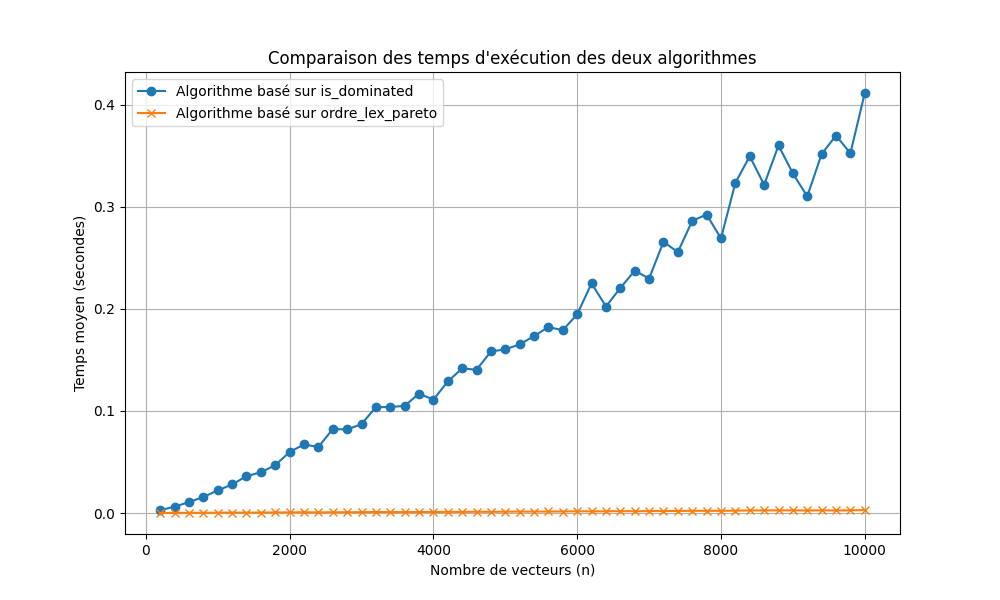 Comparaison des temps d'exécution des deux algorithmes
Algorithme basé sur is_dominated
Algorithme basé sur ordre_lex_pareto
Temps moyen (secondes)
0.4
0.3
0.2
0.1
0.0
0 2000 4000 6000 8000 10000
Nombre de vecteurs (n)